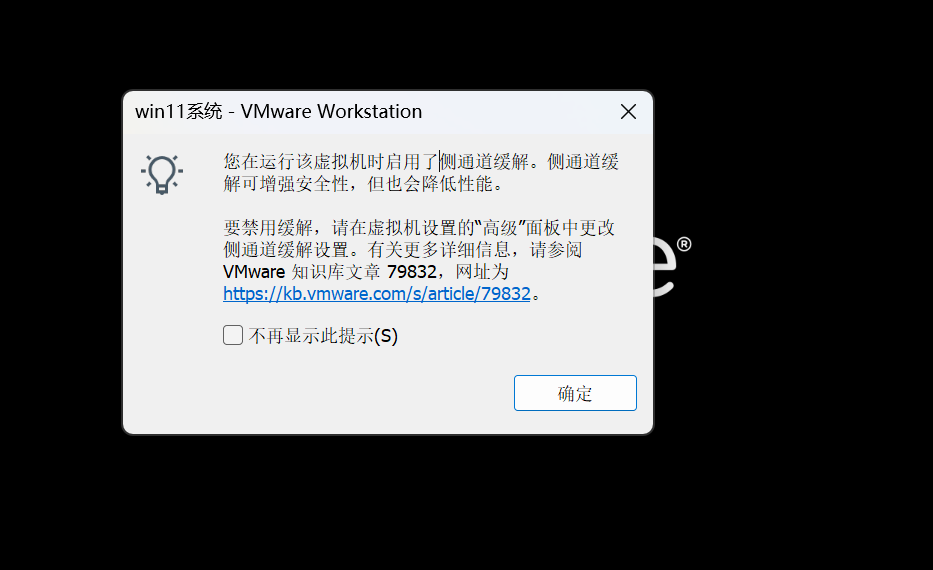 win11系统 - VMware Workstation
您在运行该虚拟机时启用了侧通道缓解。侧通道缓
解可增强安全性，但也会降低性能。
要禁用缓解，请在虚拟机设置的“高级”面板中更改
侧通道缓解设置。有关更多详细信息，请参阅
VMware 知识库文章 79832，网址为
https://kb.vmware.com/s/article/79832。
e®
不再显示此提示(S)
确定